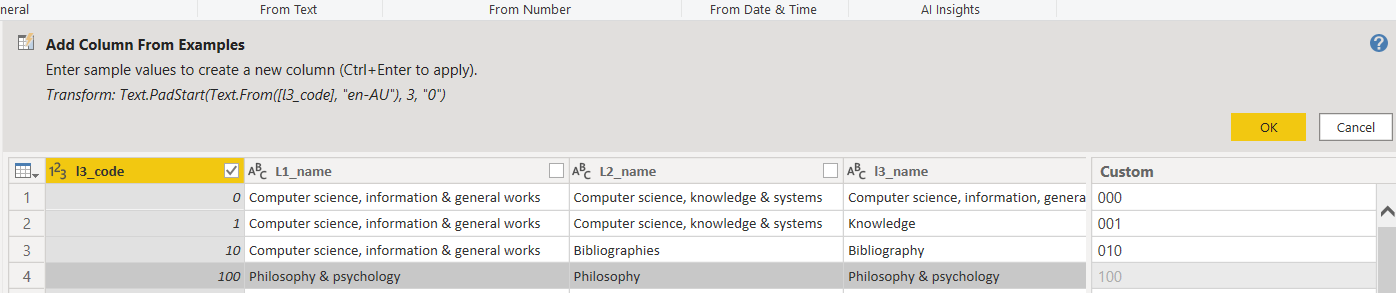 neral From Text From Number From Date & Time AI Insights
Add Column From Examples
?
Enter sample values to create a new column (Ctrl+Enter to apply).
Transform: Text.PadStart(Text.From([l3_code], "en-AU"), 3, "0")
OK Cancel
123 l3_code ABC L1_name ABC L2_name ABC l3_name Custom
1 0 Computer science, information & general works Computer science, knowledge & systems Computer science, information, genera 000
2 1 Computer science, information & general works Computer science, knowledge & systems Knowledge 001
3 10 Computer science, information & general works Bibliographies Bibliography 010
4 100 Philosophy & psychology Philosophy Philosophy & psychology 100